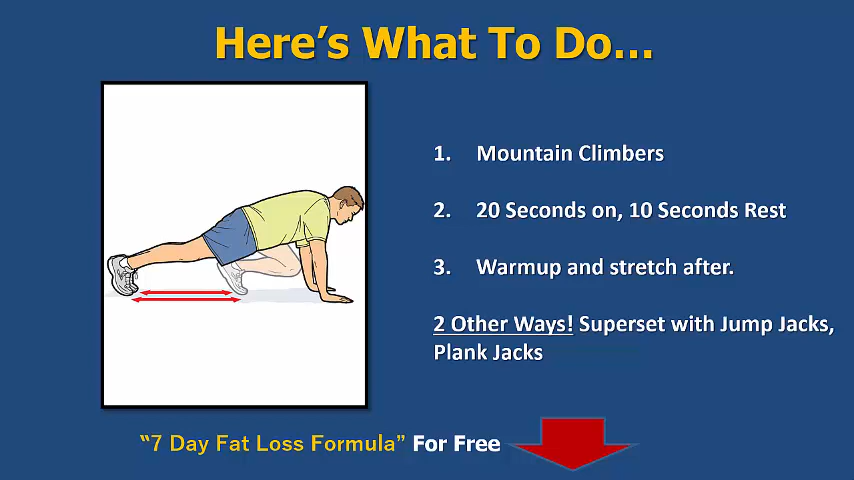 Here’s What To Do…
1. Mountain Climbers
2. 20 Seconds on, 10 Seconds Rest
3. Warmup and stretch after.
2 Other Ways! Superset with Jump Jacks,
Plank Jacks
“7 Day Fat Loss Formula” For Free